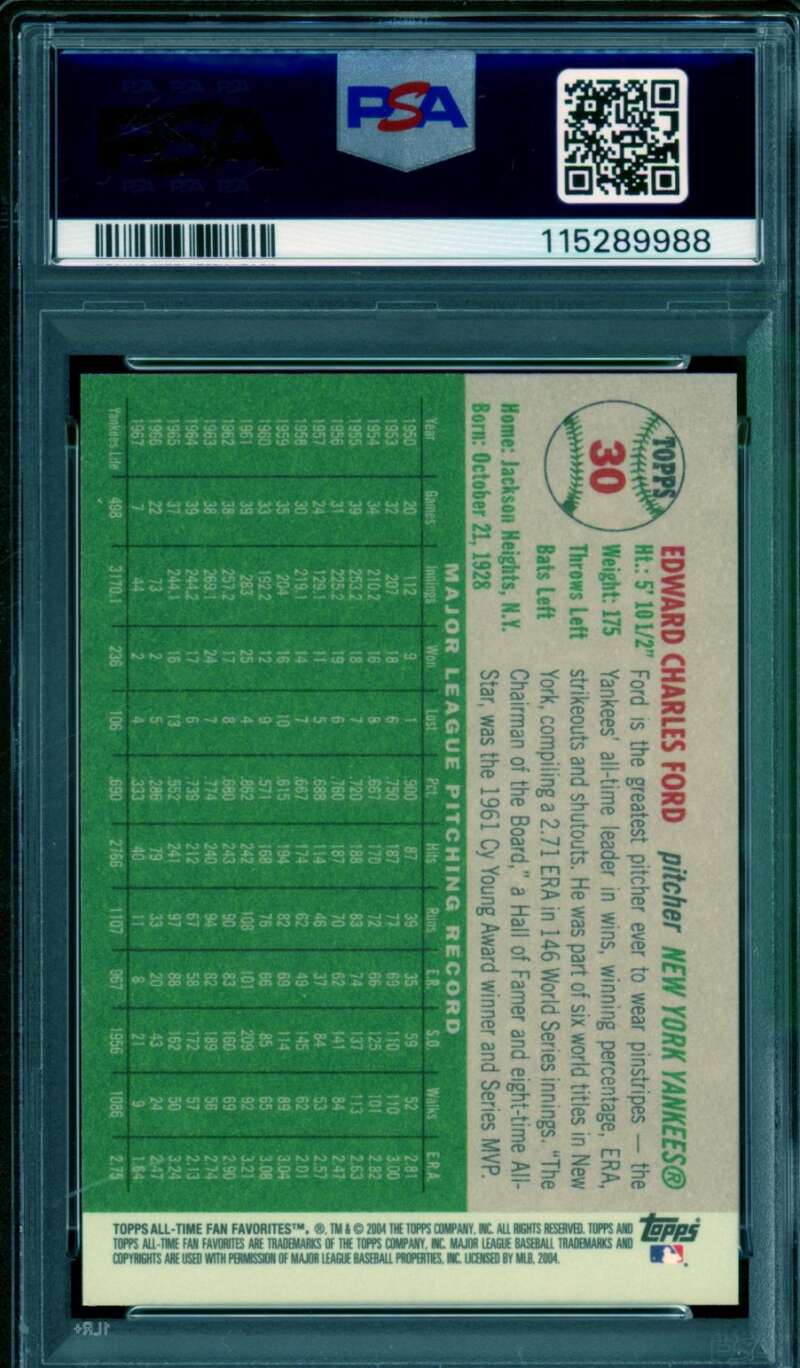 PSA
115289988
TOPPS
30
EDWARD CHARLES FORD pitcher NEW YORK YANKEES®
Ht.: 5' 10 1/2"
Weight: 175
Throws Left
Bats Left
Home: Jackson Heights, N.Y.
Born: October 21, 1928
Ford is the greatest pitcher ever to wear pinstripes — the
Yankees' all-time leader in wins, winning percentage, ERA,
strikeouts and shutouts. He was part of six world titles in New
York, compiling a 2.71 ERA in 146 World Series innings. "The
Chairman of the Board," a Hall of Famer and eight-time All-
Star, was the 1961 Cy Young Award winner and Series MVP.
MAJOR LEAGUE PITCHING RECORD
Year Games Innings Won Lost Pct. Hits Runs E.R. S.O. Walks E.R.A.
1950 20 112 9 1 .900 87 39 35 59 52 2.81
1953 32 207 18 6 .750 187 77 69 110 110 3.00
1954 34 210.2 16 8 .667 170 72 66 125 101 2.82
1955 39 253.2 18 7 .720 188 83 74 137 113 2.63
1956 31 225.2 19 6 .760 187 70 62 141 84 2.47
1957 24 129.1 11 5 .688 114 46 37 84 53 2.57
1958 30 219.1 14 7 .667 174 62 49 145 62 2.01
1959 35 204 16 10 .615 194 82 69 114 89 3.04
1960 33 192.2 12 9 .571 168 76 66 85 65 3.08
1961 39 283 25 4 .862 242 108 101 209 92 3.21
1962 38 257.2 17 8 .680 243 90 83 160 69 2.90
1963 38 269.1 24 7 .774 240 94 82 189 56 2.74
1964 39 244.2 17 6 .739 212 67 58 172 57 2.13
1965 37 244.1 16 13 .552 241 97 88 162 50 3.24
1966 22 73 2 5 .286 79 33 20 43 24 2.47
1967 7 44 2 4 .333 40 11 8 21 9 1.64
Yankees Life 498 3170.1 236 106 .690 2766 1107 967 1956 1086 2.75
topps
TOPPS ALL-TIME FAN FAVORITES™, ®, TM & © 2004 THE TOPPS COMPANY, INC. ALL RIGHTS RESERVED. TOPPS AND
TOPPS ALL-TIME FAN FAVORITES ARE TRADEMARKS OF THE TOPPS COMPANY, INC. MAJOR LEAGUE BASEBALL TRADEMARKS AND
COPYRIGHTS ARE USED WITH PERMISSION OF MAJOR LEAGUE BASEBALL PROPERTIES, INC. LICENSED BY MLB, 2004.